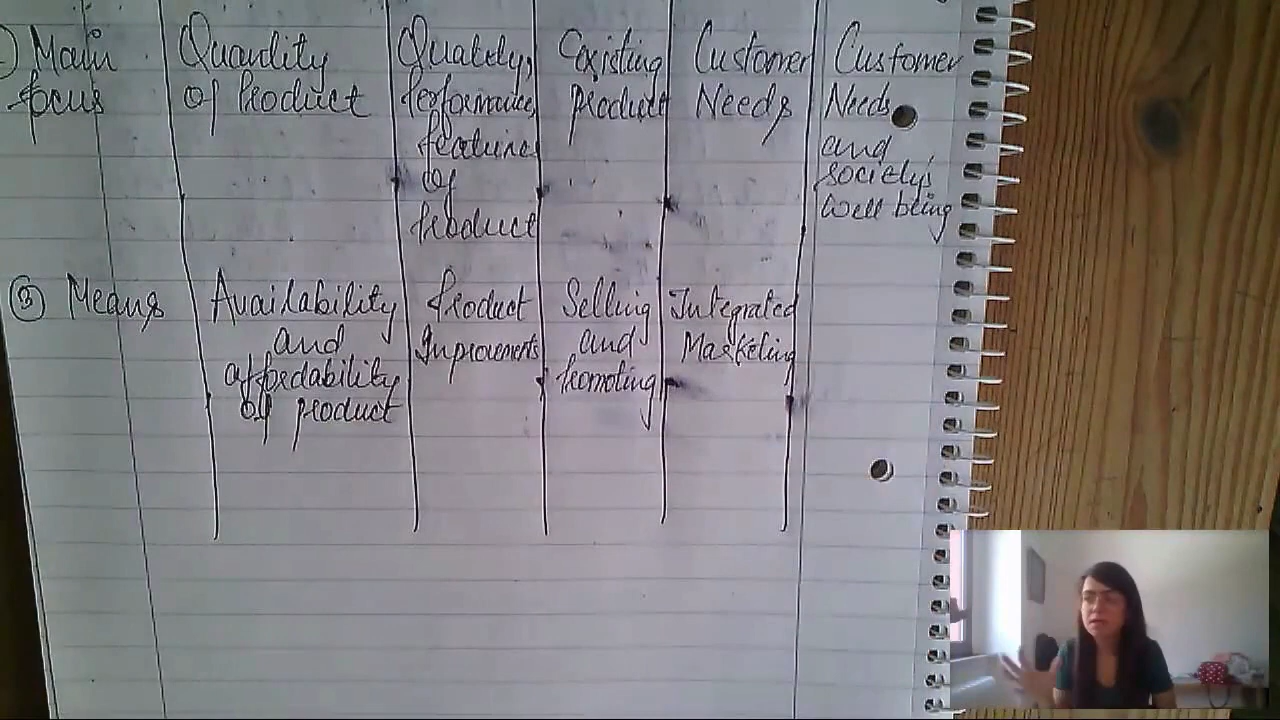 Main focus
Quantity of Product
Quality, Performance, features of Product
Existing product
Customer Needs
Customer Needs and society's well being
③ Means
Availability and affordability of product
Product Improvements
Selling and Promoting
Integrated Marketing